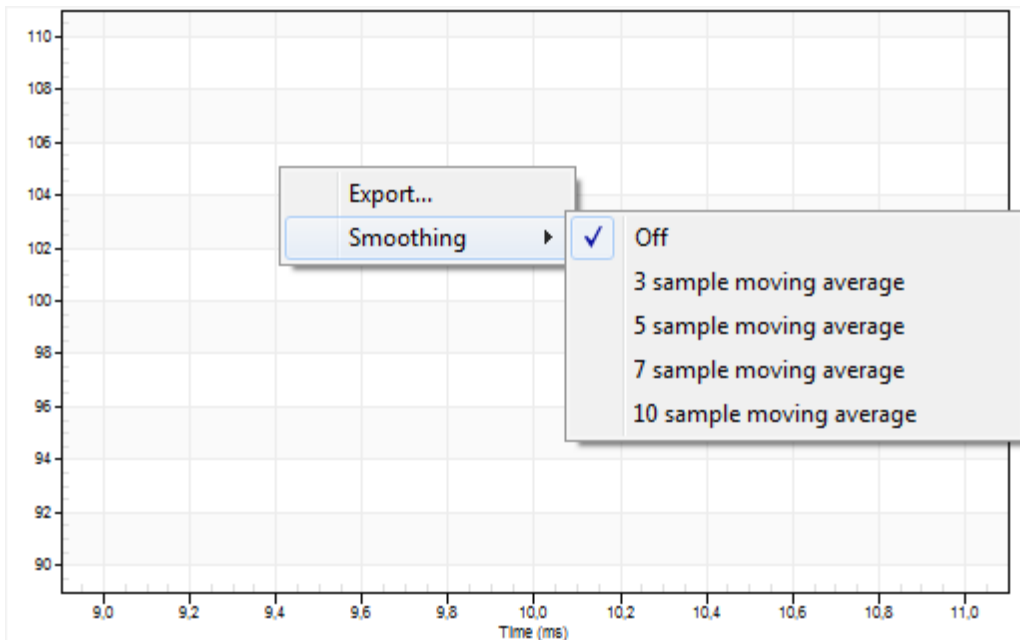 110
108
106
104
102
100
98
96
94
92
90
Export...
Smoothing
Off
3 sample moving average
5 sample moving average
7 sample moving average
10 sample moving average
9,0 9,2 9,4 9,6 9,8 10,0 10,2 10,4 10,6 10,8 11,0
Time (ms)